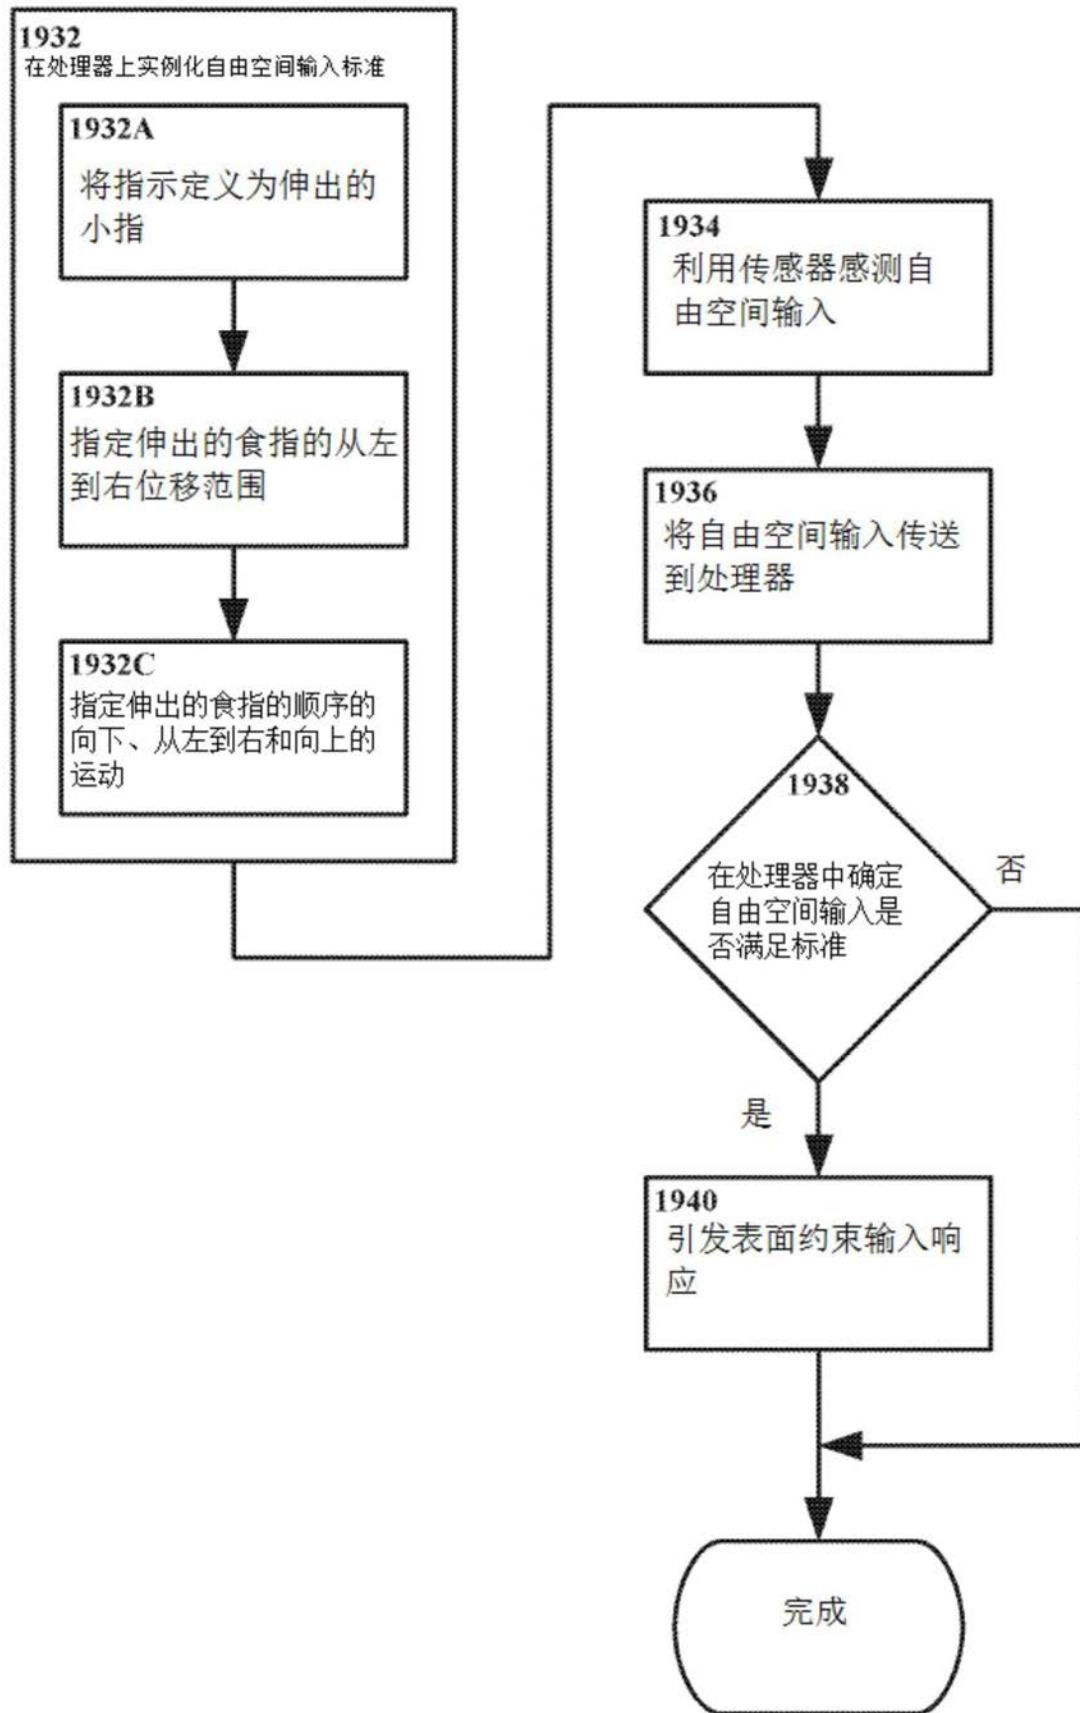 1932
在处理器上实例化自由空间输入标准
1932A
将指示定义为伸出的
小指
1932B
指定伸出的食指的从左
到右位移范围
1932C
指定伸出的食指的顺序的
向下、从左到右和向上的
运动
1934
利用传感器感测自
由空间输入
1936
将自由空间输入传送
到处理器
1938
在处理器中确定
自由空间输入是
否满足标准
否
是
1940
引发表面约束输入响
应
完成